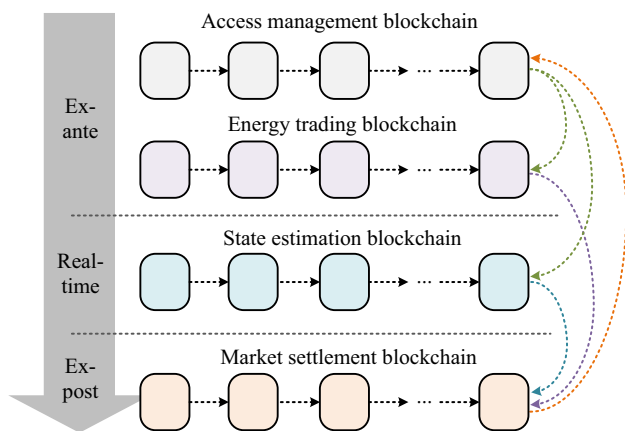 Access management blockchain
...
Ex-
ante
Energy trading blockchain
...
State estimation blockchain
Real-
time
...
Market settlement blockchain
Ex-
post
...